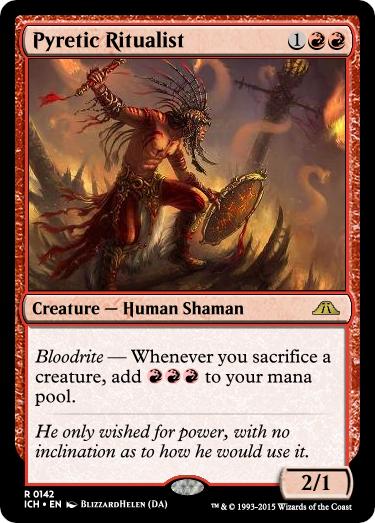 Pyretic Ritualist 1
Creature — Human Shaman
Bloodrite — Whenever you sacrifice a
creature, add to your mana
pool.
He only wished for power, with no
inclination as to how he would use it.
2/1
R 0142
ICH • EN BLIZZARDHELEN (DA)
™ & © 1993-2015 Wizards of the Coast